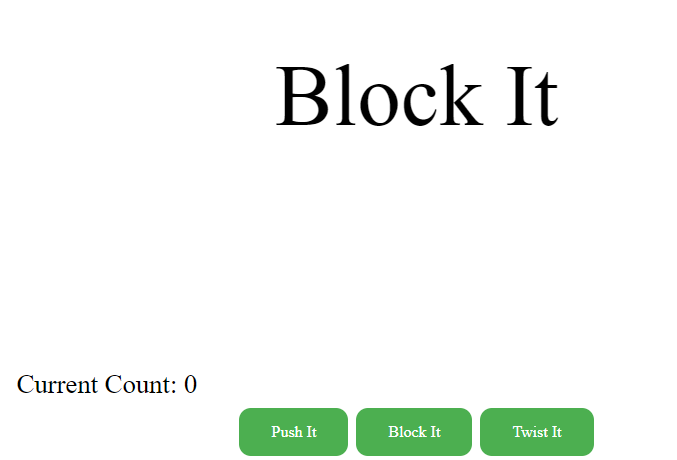 Block It
Current Count: 0
Push It Block It Twist It